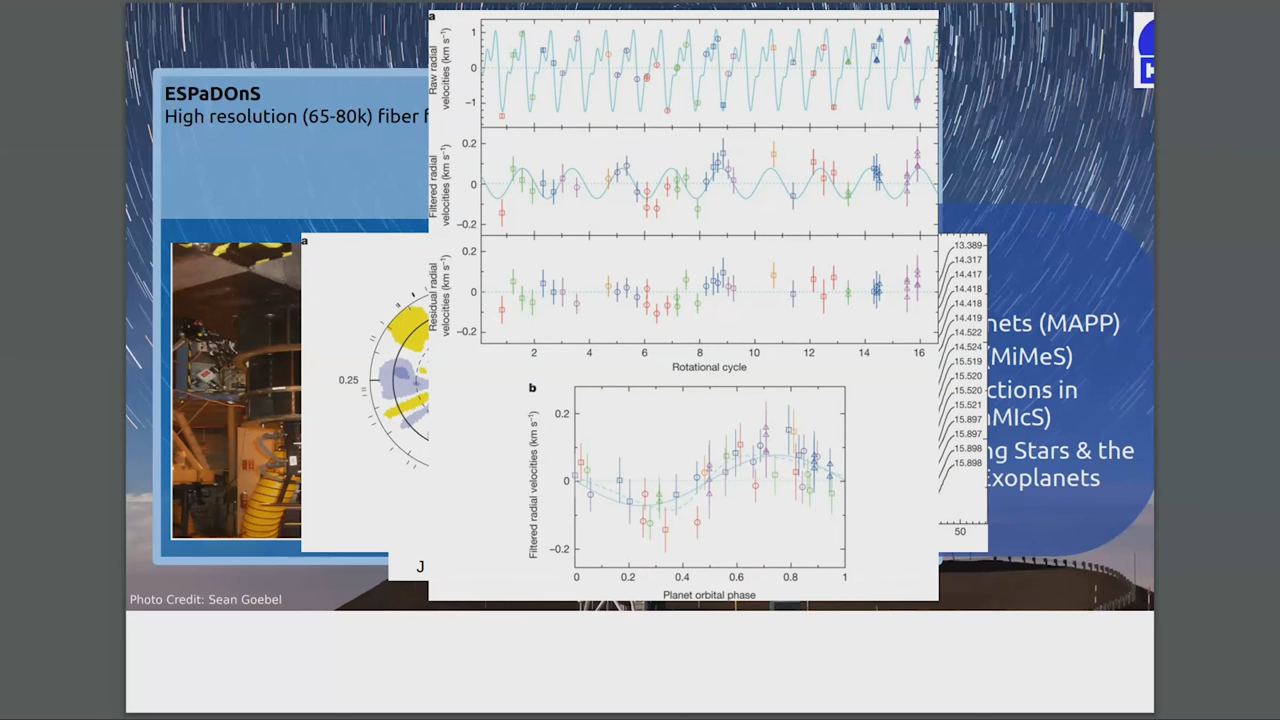 ESPaDOnS
High resolution (65-80k) fiber f
a
Raw radial
velocities (km s⁻¹)
1
0
−1
Filtered radial
velocities (km s⁻¹)
0.2
0
−0.2
Residual radial
velocities (km s⁻¹)
0.2
0
−0.2
2 4 6 8 10 12 14 16
Rotational cycle
b
Filtered radial velocities (km s⁻¹)
0.2
0
−0.2
0 0.2 0.4 0.6 0.8 1
Planet orbital phase
a
0.25
J
13.389
14.317
14.417
14.418
14.418
14.419
14.522
14.524
15.519
15.520
15.520
15.521
15.897
15.897
15.898
15.898
50
nets (MAPP)
(MiMeS)
ctions in
MIcS)
ng Stars & the
Exoplanets
Photo Credit: Sean Goebel